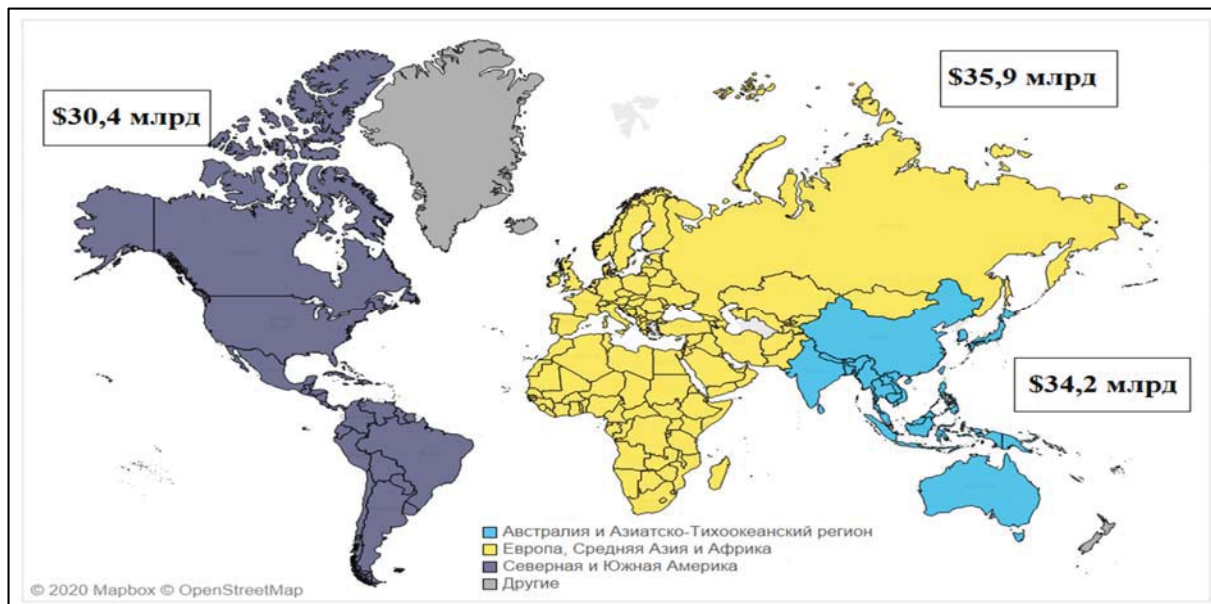 $35,9 млрд
$30,4 млрд
$34,2 млрд
Австралия и Азиатско-Тихоокеанский регион
Европа, Средняя Азия и Африка
Северная и Южная Америка
Другие
© 2020 Mapbox © OpenStreetMap